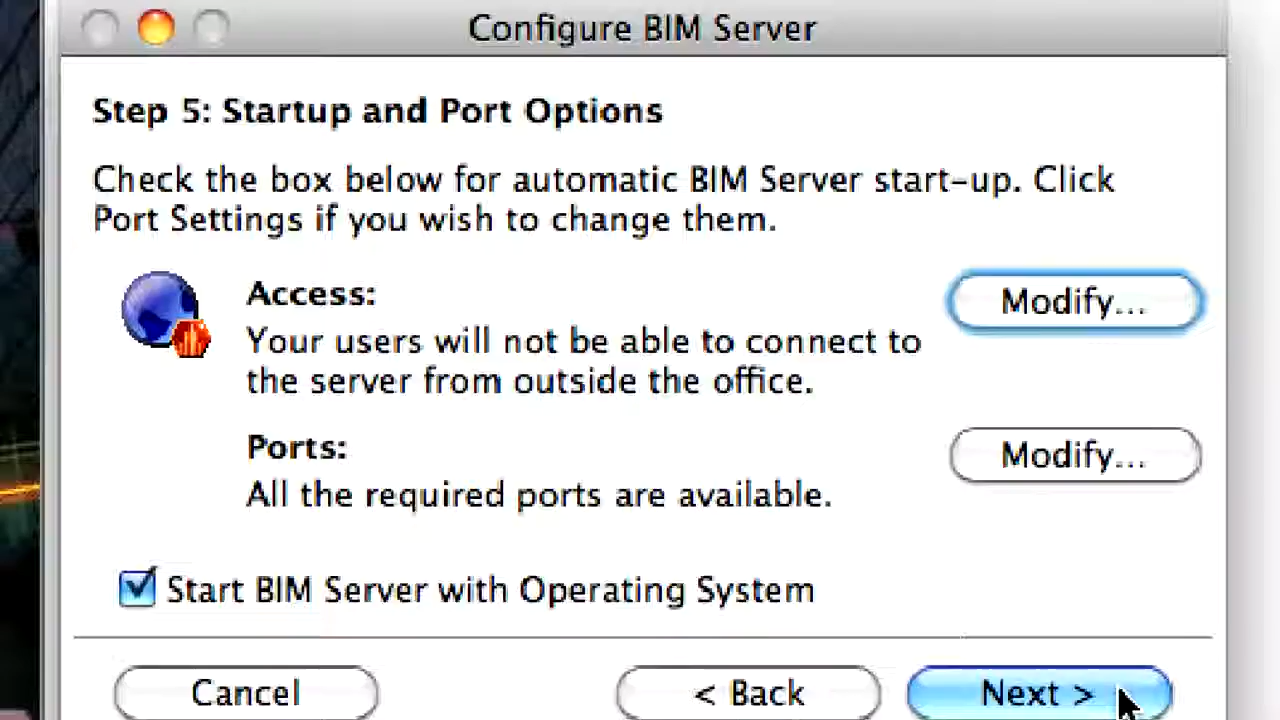 Configure BIM Server
Step 5: Startup and Port Options
Check the box below for automatic BIM Server start-up. Click
Port Settings if you wish to change them.
Access:
Modify...
Your users will not be able to connect to
the server from outside the office.
Ports:
Modify...
All the required ports are available.
Start BIM Server with Operating System
Cancel
< Back
Next >